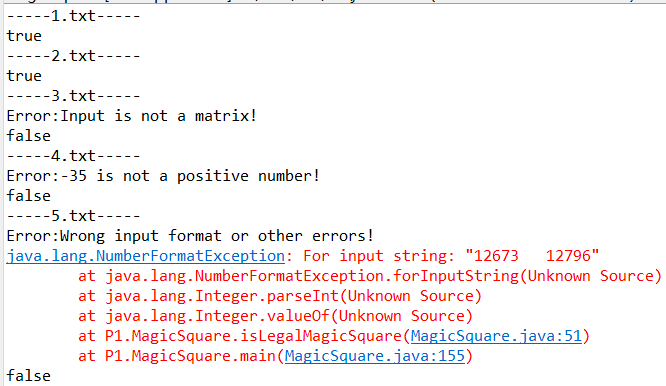 -----1.txt-----
true
-----2.txt-----
true
-----3.txt-----
Error:Input is not a matrix!
false
-----4.txt-----
Error:-35 is not a positive number!
false
-----5.txt-----
Error:Wrong input format or other errors!
java.lang.NumberFormatException: For input string: "12673   12796"
	at java.lang.NumberFormatException.forInputString(Unknown Source)
	at java.lang.Integer.parseInt(Unknown Source)
	at java.lang.Integer.valueOf(Unknown Source)
	at P1.MagicSquare.isLegalMagicSquare(MagicSquare.java:51)
	at P1.MagicSquare.main(MagicSquare.java:155)
false